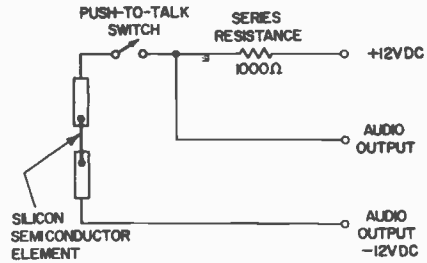 PUSH-TO-TALK
SWITCH
SERIES
RESISTANCE
1000Ω
+12VDC
AUDIO
OUTPUT
SILICON
SEMICONDUCTOR
ELEMENT
AUDIO
OUTPUT
-12VDC